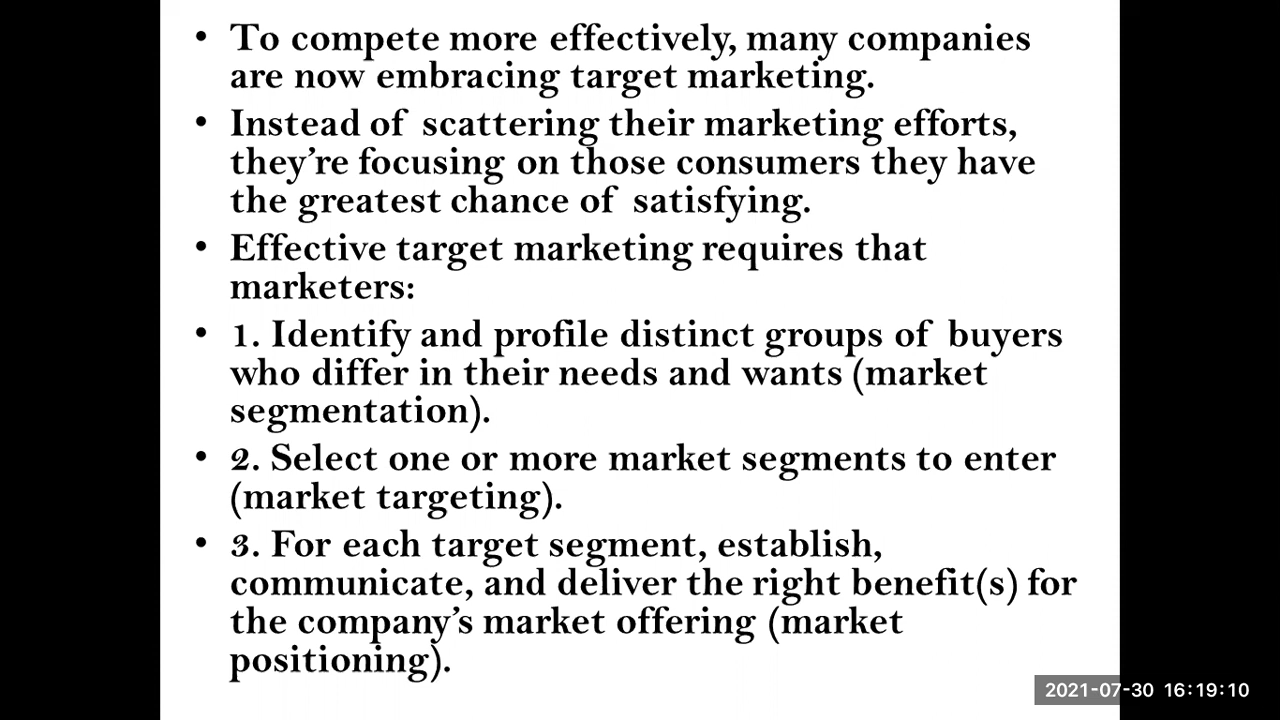 • To compete more effectively, many companies
are now embracing target marketing.
• Instead of scattering their marketing efforts,
they’re focusing on those consumers they have
the greatest chance of satisfying.
• Effective target marketing requires that
marketers:
• 1. Identify and profile distinct groups of buyers
who differ in their needs and wants (market
segmentation).
• 2. Select one or more market segments to enter
(market targeting).
• 3. For each target segment, establish,
communicate, and deliver the right benefit(s) for
the company’s market offering (market
positioning).
2021-07-30 16:19:10